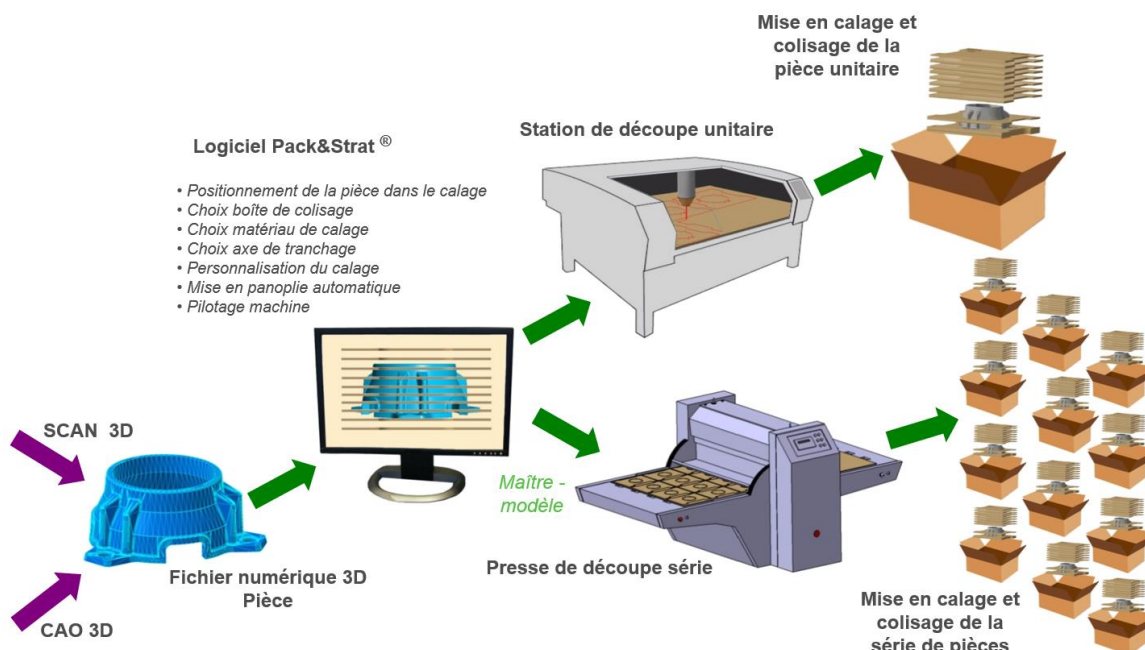 Mise en calage et
colisage de la
pièce unitaire
Station de découpe unitaire
Logiciel Pack&Strat ®
• Positionnement de la pièce dans le calage
• Choix boîte de colisage
• Choix matériau de calage
• Choix axe de tranchage
• Personnalisation du calage
• Mise en panoplie automatique
• Pilotage machine
SCAN 3D
Maître -
modèle
Presse de découpe série
Fichier numérique 3D
Pièce
CAO 3D
Mise en calage et
colisage de la
série de pièces